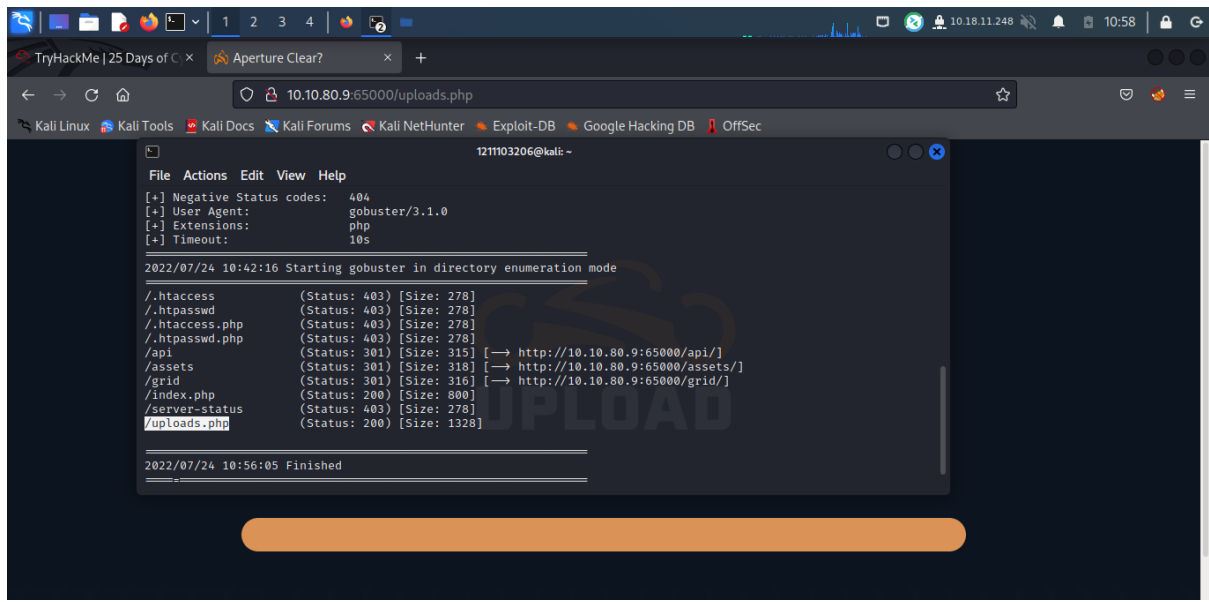 1 2 3 4 10.18.11.248 10:58
TryHackMe | 25 Days of Cy Aperture Clear?
10.10.80.9:65000/uploads.php
Kali Linux Kali Tools Kali Docs Kali Forums Kali NetHunter Exploit-DB Google Hacking DB OffSec
1211103206@kali: ~
File Actions Edit View Help
[+] Negative Status codes: 404
[+] User Agent: gobuster/3.1.0
[+] Extensions: php
[+] Timeout: 10s
2022/07/24 10:42:16 Starting gobuster in directory enumeration mode
/.htaccess (Status: 403) [Size: 278]
/.htpasswd (Status: 403) [Size: 278]
/.htaccess.php (Status: 403) [Size: 278]
/.htpasswd.php (Status: 403) [Size: 278]
/api (Status: 301) [Size: 315] [→ http://10.10.80.9:65000/api/]
/assets (Status: 301) [Size: 318] [→ http://10.10.80.9:65000/assets/]
/grid (Status: 301) [Size: 316] [→ http://10.10.80.9:65000/grid/]
/index.php (Status: 200) [Size: 800]
/server-status (Status: 403) [Size: 278]
/uploads.php (Status: 200) [Size: 1328]
UPLOAD
2022/07/24 10:56:05 Finished